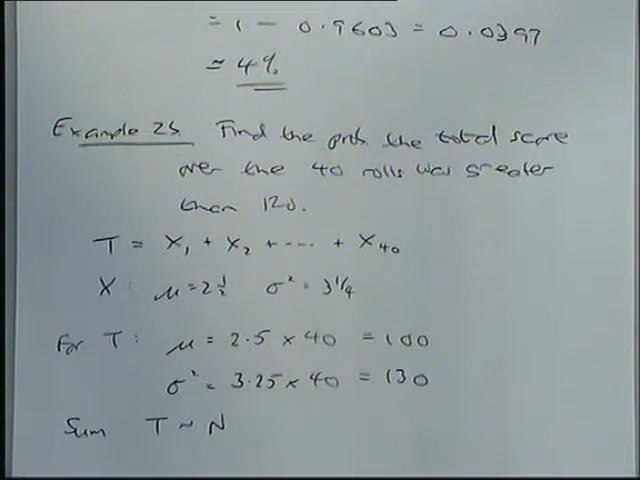 = 1 - 0.9603 = 0.0397
≈ 4%
Example 25. Find the prob. the total score
over the 40 rolls was greater
than 120.
T = X₁ + X₂ + ---- + X₄₀
X: μ = 2½ σ² = 3¼
For T: μ = 2.5 × 40 = 100
σ² = 3.25 × 40 = 130
Sum T ~ N